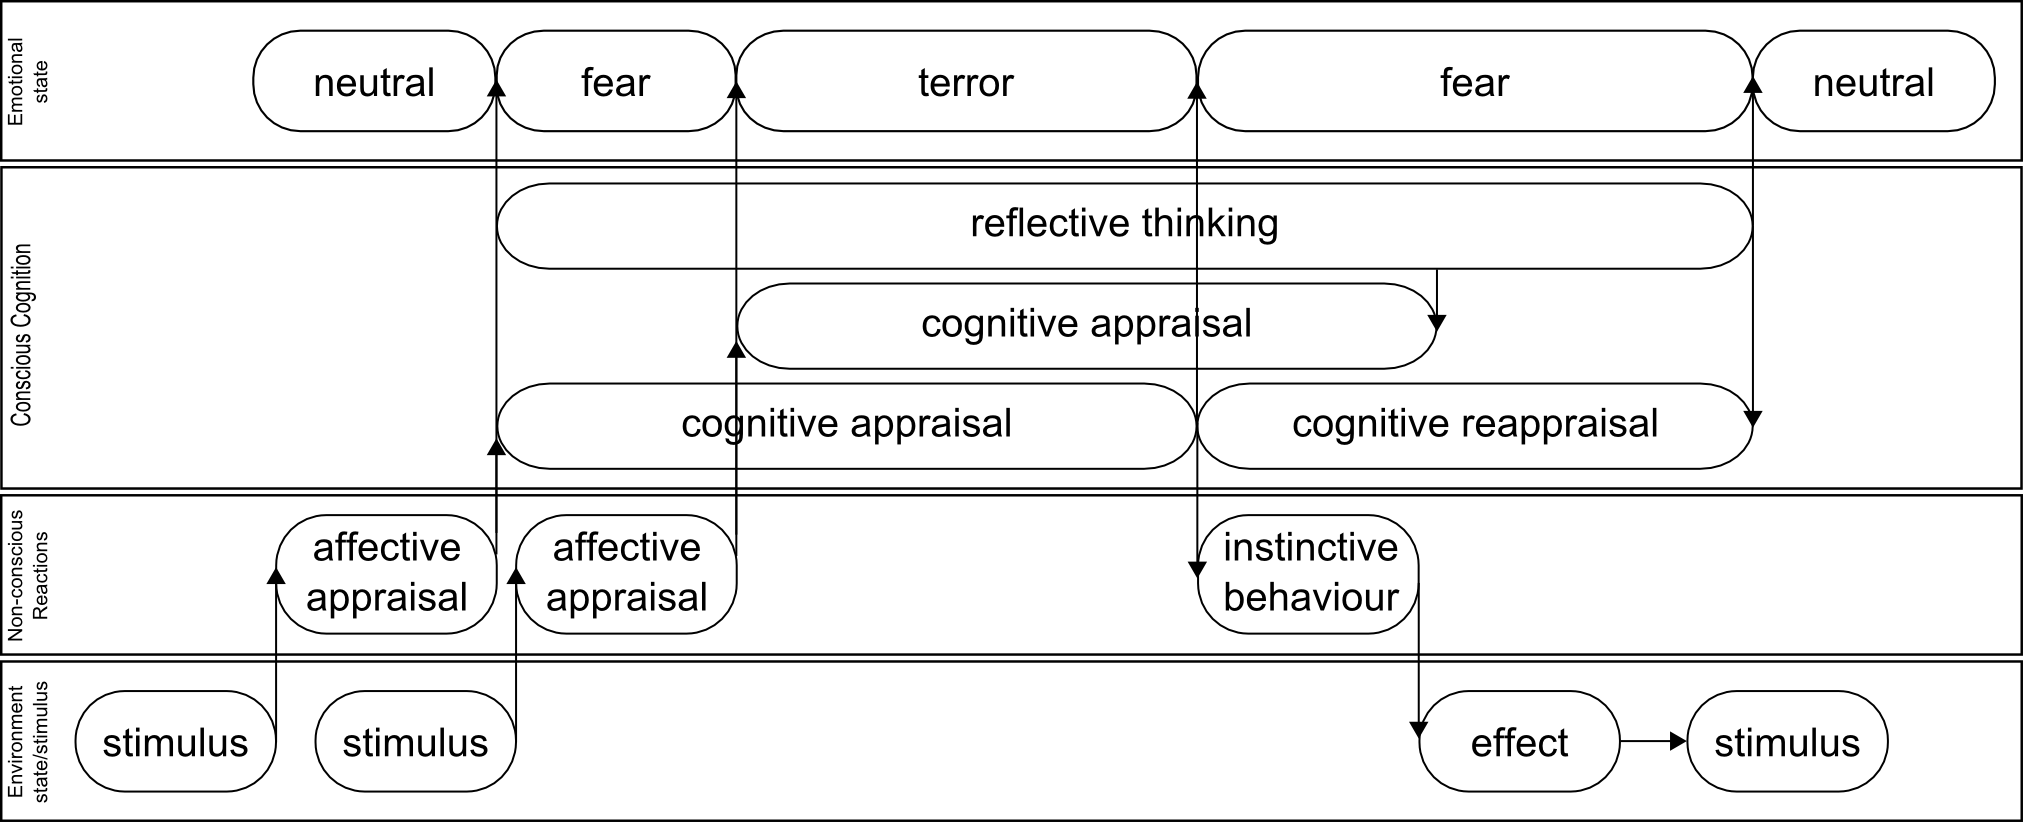 Emotional
state
neutral
fear
terror
fear
neutral
Conscious Cognition
reflective thinking
cognitive appraisal
cognitive appraisal
cognitive reappraisal
Non-conscious
Reactions
affective
appraisal
affective
appraisal
instinctive
behaviour
Environment
state/stimulus
stimulus
stimulus
effect
stimulus